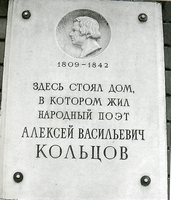 1809-1842
ЗДЕСЬ СТОЯЛ ДОМ,
В КОТОРОМ ЖИЛ
НАРОДНЫЙ ПОЭТ
АЛЕКСЕЙ ВАСИЛЬЕВИЧ
КОЛЬЦОВ